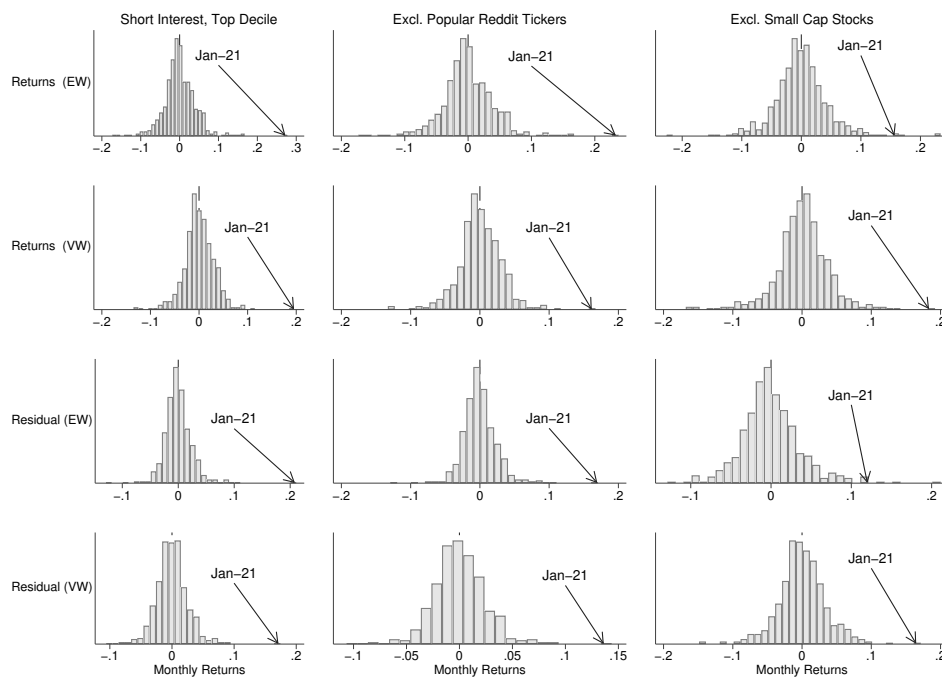 Short Interest, Top Decile Excl. Popular Reddit Tickers Excl. Small Cap Stocks
Returns (EW)
Jan−21 Jan−21 Jan−21
−.2 −.1 0 .1 .2 .3 −.2 −.1 0 .1 .2 −.2 −.1 0 .1 .2
Returns (VW)
Jan−21 Jan−21 Jan−21
−.2 −.1 0 .1 .2 −.2 −.1 0 .1 .2 −.2 −.1 0 .1 .2
Residual (EW)
Jan−21 Jan−21 Jan−21
−.1 0 .1 .2 −.2 −.1 0 .1 .2 −.1 0 .1 .2
Residual (VW)
Jan−21 Jan−21 Jan−21
−.1 0 .1 .2 −.1 −.05 0 .05 .1 .15 −.2 −.1 0 .1 .2
Monthly Returns Monthly Returns Monthly Returns